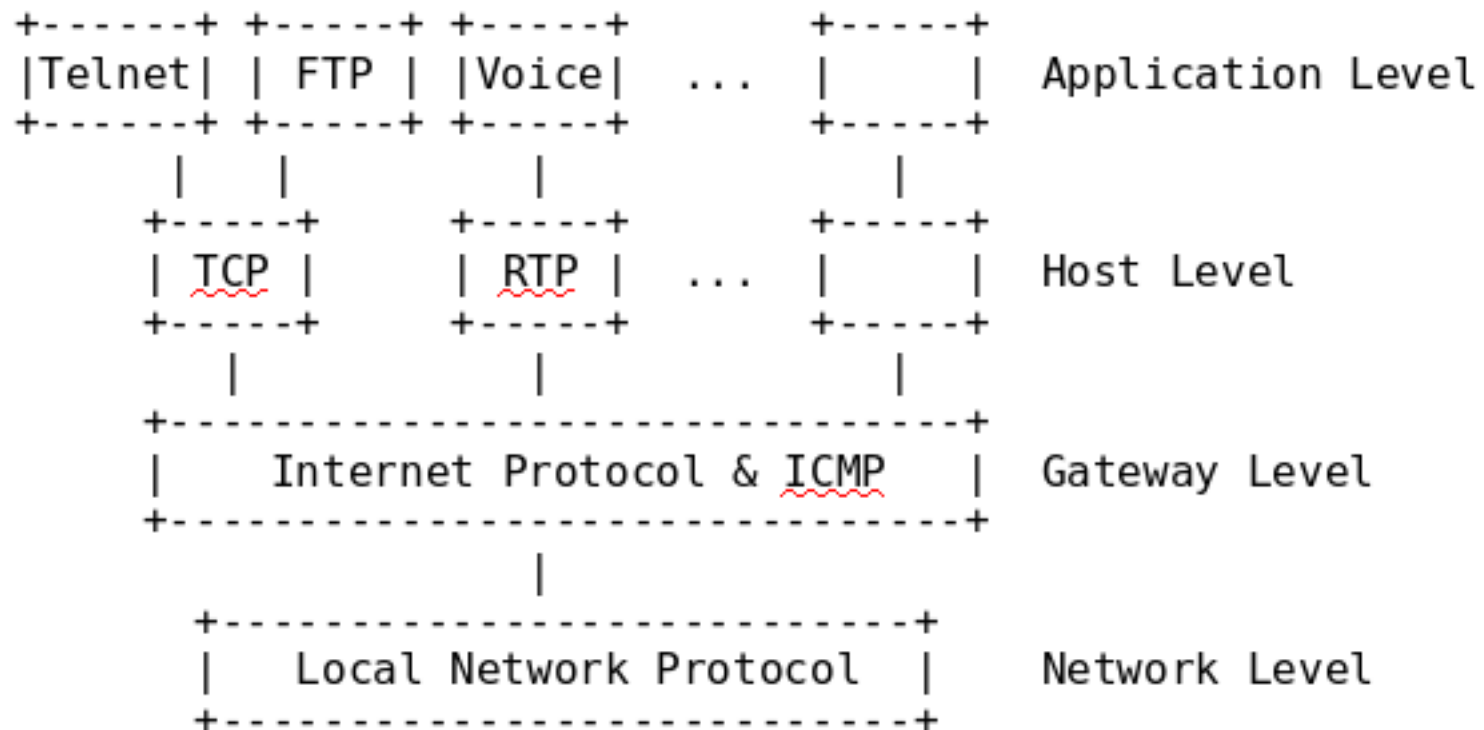 +------+ +-----+ +-----+       +-----+
|Telnet| | FTP | |Voice|  ...  |     |  Application Level
+------+ +-----+ +-----+       +-----+
      |   |         |             |
     +-----+     +-----+       +-----+
     | TCP |     | RTP |  ...  |     |  Host Level
     +-----+     +-----+       +-----+
        |           |             |
     +-------------------------------+
     |    Internet Protocol & ICMP   |  Gateway Level
     +-------------------------------+
                    |
       +---------------------------+
       |   Local Network Protocol  |    Network Level
       +---------------------------+